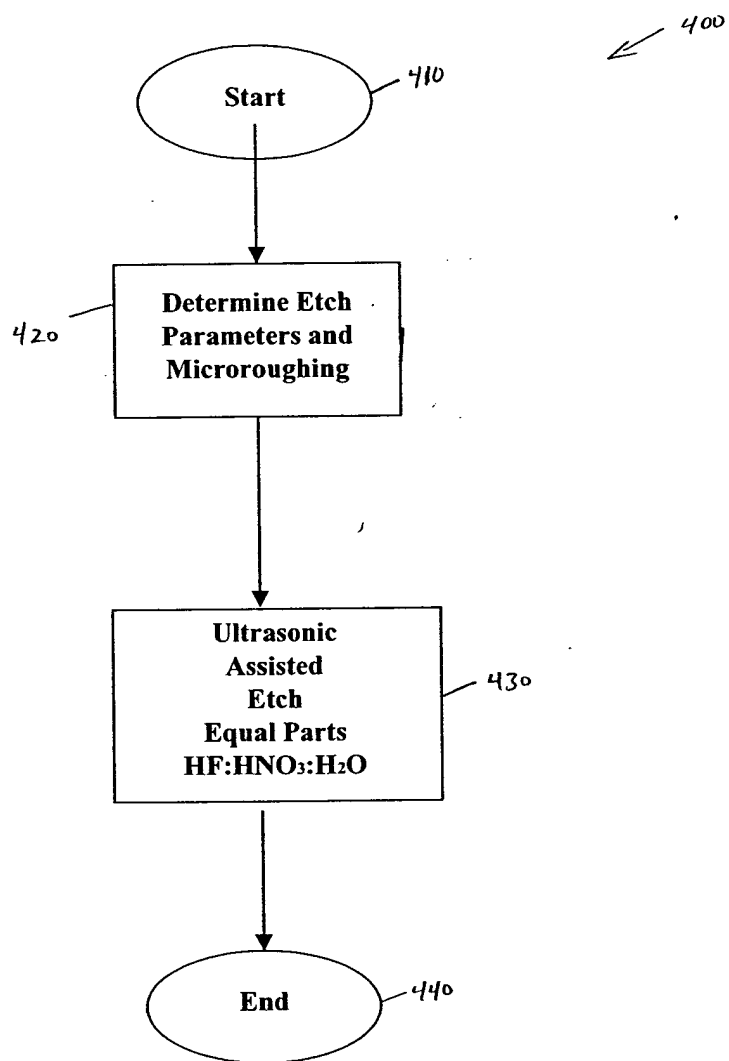 400
Start
410
Determine Etch
Parameters and
Microroughing
420
Ultrasonic
Assisted
Etch
Equal Parts
HF:HNO₃:H₂O
430
End
440